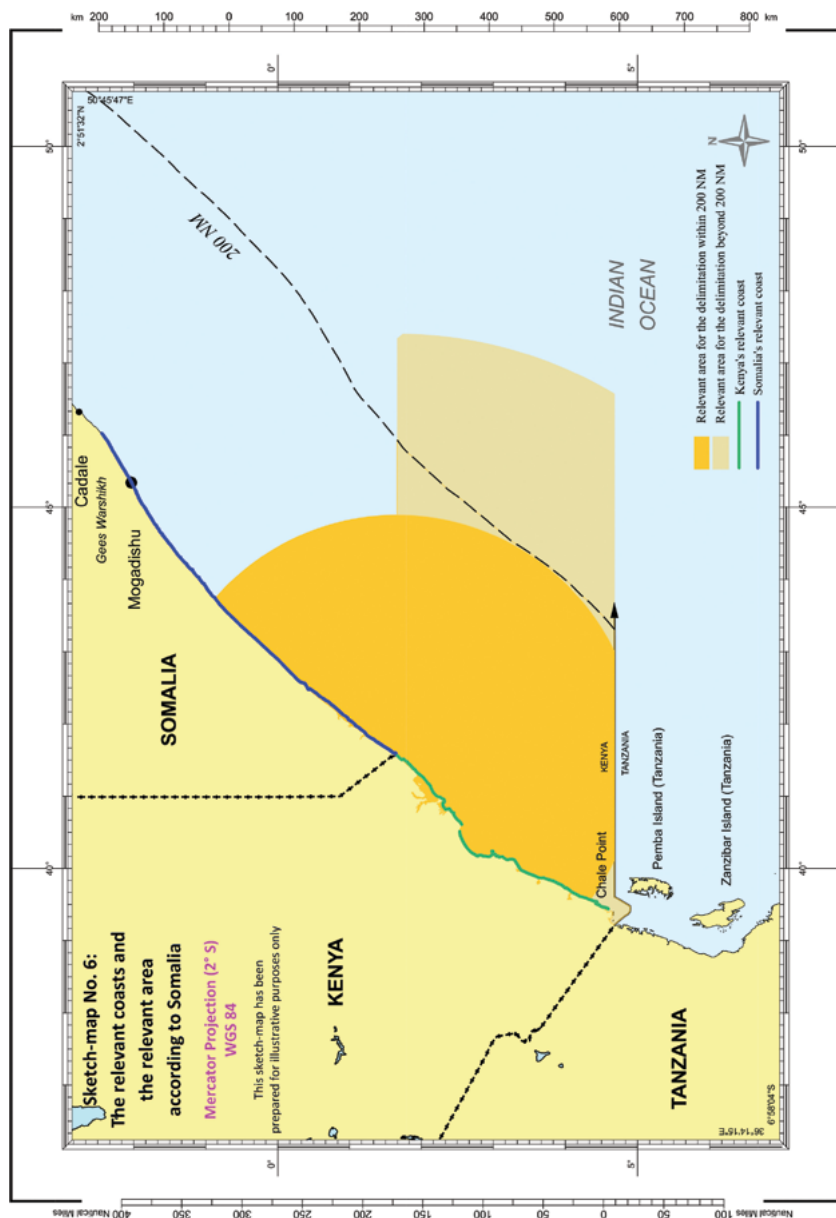 Sketch-map No. 6:
The relevant coasts and
the relevant area
according to Somalia
Mercator Projection (2° S)
WGS 84
This sketch-map has been
prepared for illustrative purposes only
km 200 100 0 100 200 300 400 500 600 700 800 km
Nautical Miles 400 350 300 250 200 150 100 50 0 50 100 Nautical Miles
2°51'32"N
50°45'47"E
36°14'15"E
6°58'04"S
0°
5°
0°
5°
50°
45°
40°
50°
45°
40°
200 NM
Cadale
Gees Warshikh
Mogadishu
SOMALIA
KENYA
TANZANIA
Chale Point
KENYA
TANZANIA
Pemba Island (Tanzania)
Zanzibar Island (Tanzania)
INDIAN
OCEAN
N
Relevant area for the delimitation within 200 NM
Relevant area for the delimitation beyond 200 NM
Kenya's relevant coast
Somalia's relevant coast